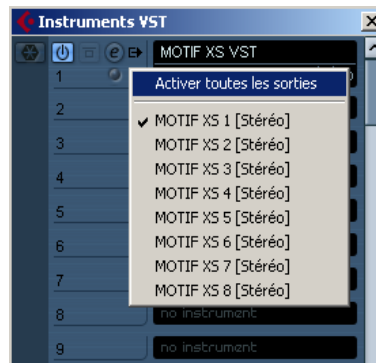 Instruments VST
MOTIF XS VST
1
Activer toutes les sorties
2
MOTIF XS 1 [Stéréo]
MOTIF XS 2 [Stéréo]
3
MOTIF XS 3 [Stéréo]
4
MOTIF XS 4 [Stéréo]
5
MOTIF XS 5 [Stéréo]
6
MOTIF XS 6 [Stéréo]
7
MOTIF XS 7 [Stéréo]
MOTIF XS 8 [Stéréo]
8
no instrument
9
no instrument